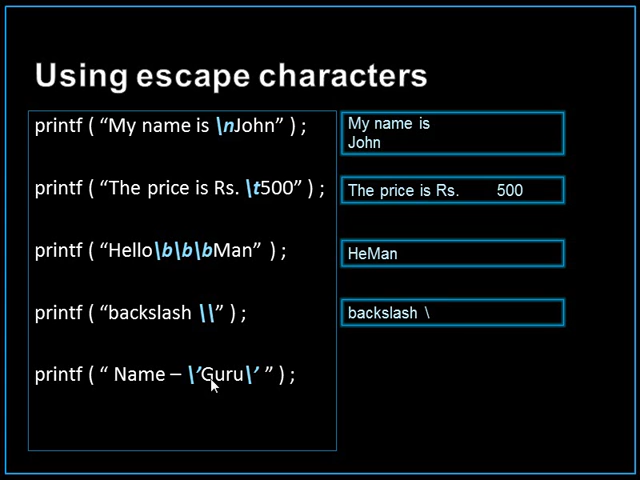 Using escape characters
printf ( “My name is \nJohn” ) ;
My name is
John
printf ( “The price is Rs. \t500” ) ;
The price is Rs. 500
printf ( “Hello\b\b\bMan” ) ;
HeMan
printf ( “backslash \\” ) ;
backslash \
printf ( “ Name – \’Guru\’ ” ) ;